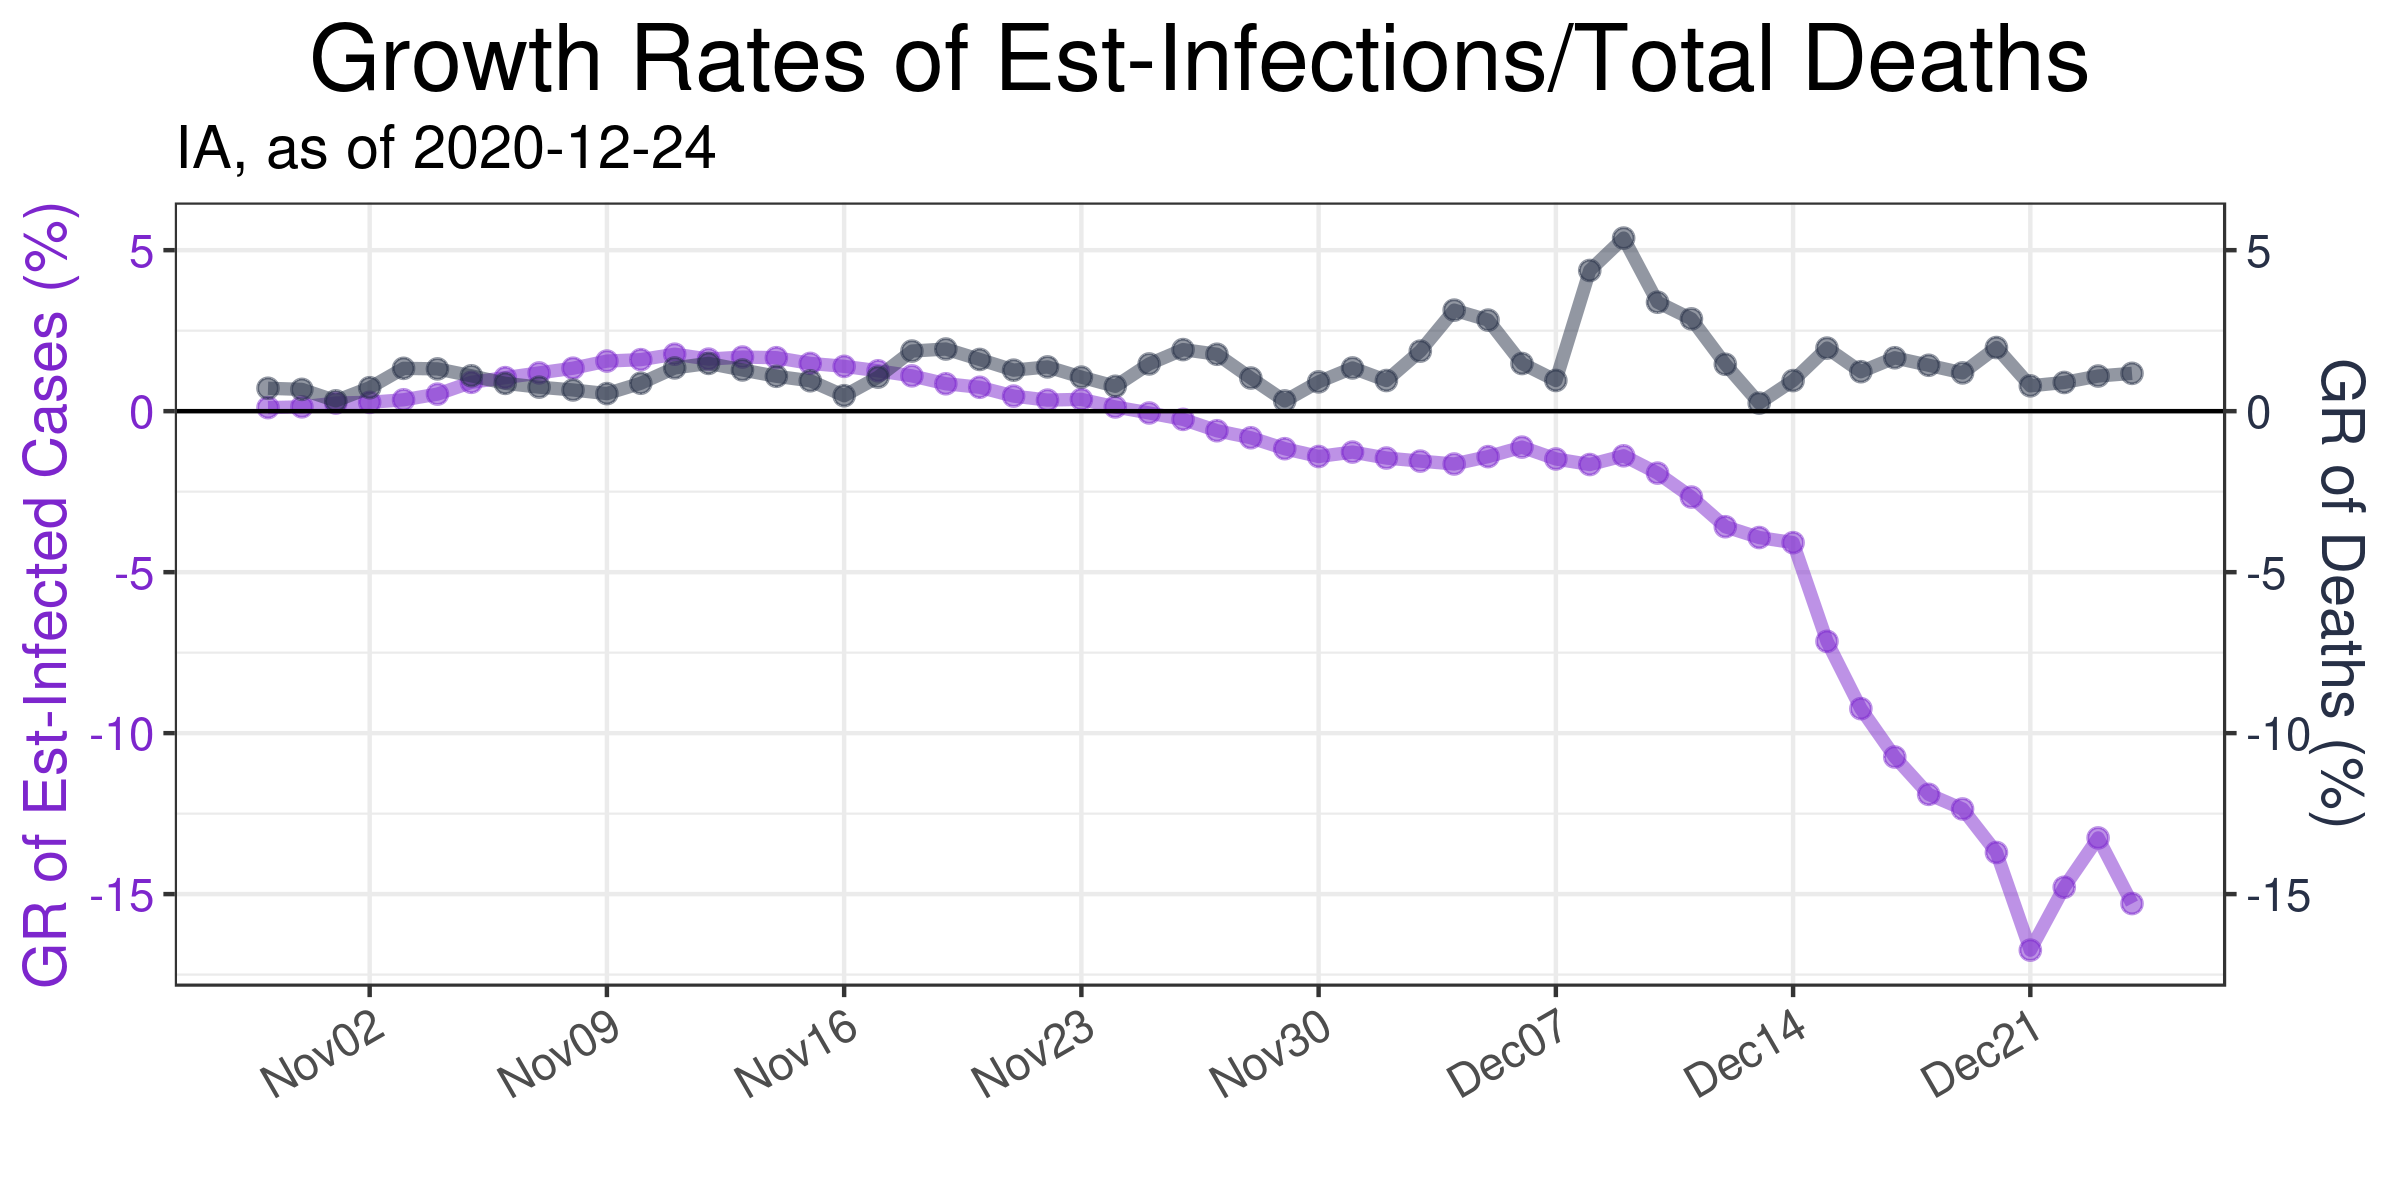 Growth Rates of Est-Infections/Total Deaths
IA, as of 2020-12-24
GR of Est-Infected Cases (%)
5
0
-5
-10
-15
5
0
-5
-10
-15
GR of Deaths (%)
Nov02
Nov09
Nov16
Nov23
Nov30
Dec07
Dec14
Dec21